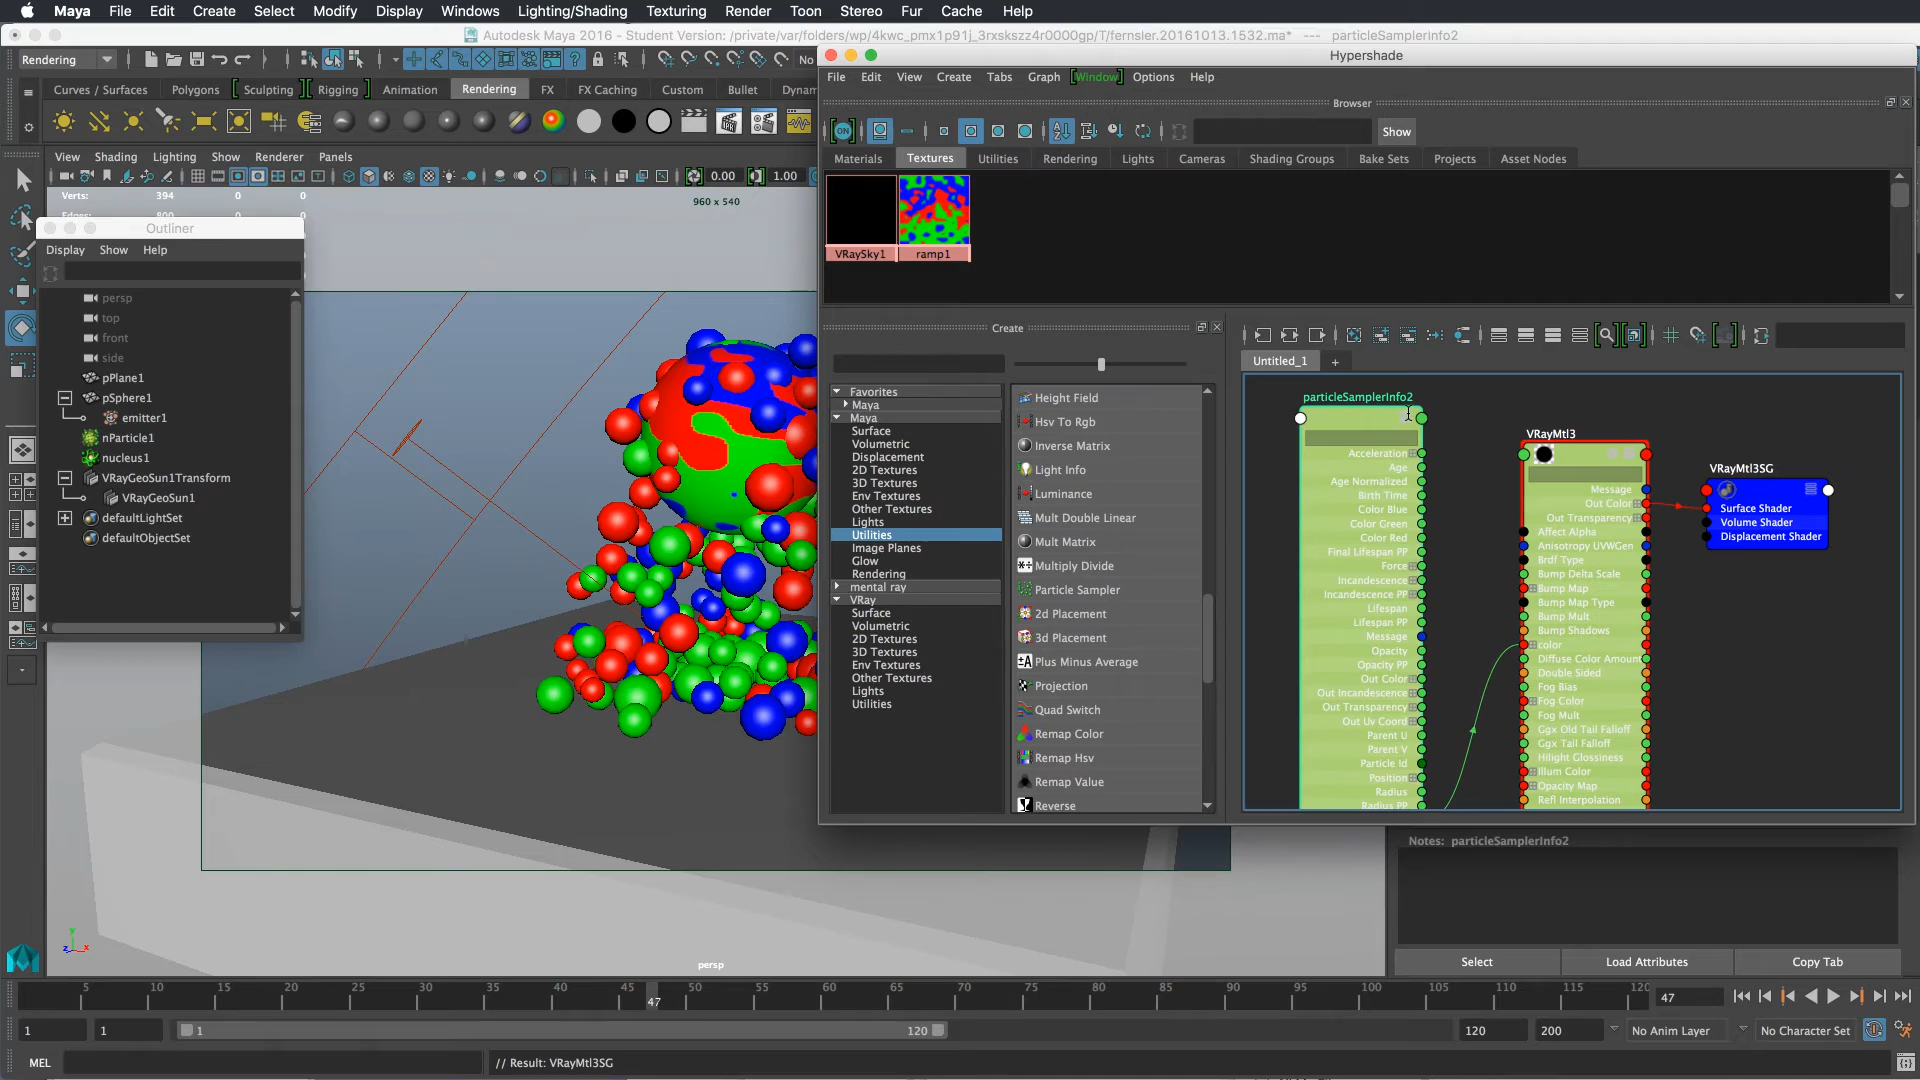 Maya File Edit Create Select Modify Display Windows Lighting/Shading Texturing Render Toon Stereo Fur Cache Help
Autodesk Maya 2016 - Student Version: /private/var/folders/wp/4kwc_pmx1p91j_3rxskszz4r0000gp/T/fernsler.20161013.1532.ma* --- particleSamplerInfo2
Rendering
No
Curves / Surfaces Polygons Sculpting Rigging Animation Rendering FX FX Caching Custom Bullet Dynam
View Shading Lighting Show Renderer Panels
0.00 1.00
Verts: 394 0 0
960 x 540
Edges: 800 0 0
Outliner
Display Show Help
persp
top
front
side
pPlane1
pSphere1
emitter1
nParticle1
nucleus1
VRayGeoSun1Transform
VRayGeoSun1
defaultLightSet
defaultObjectSet
persp
y
z x
Hypershade
File Edit View Create Tabs Graph Window Options Help
Browser
ON
Show
Materials Textures Utilities Rendering Lights Cameras Shading Groups Bake Sets Projects Asset Nodes
VRaySky1 ramp1
Create
Favorites
Maya
Maya
Surface
Volumetric
Displacement
2D Textures
3D Textures
Env Textures
Other Textures
Lights
Utilities
Image Planes
Glow
Rendering
mental ray
VRay
Surface
Volumetric
2D Textures
3D Textures
Env Textures
Other Textures
Lights
Utilities
Height Field
Hsv To Rgb
Inverse Matrix
Light Info
Luminance
Mult Double Linear
Mult Matrix
Multiply Divide
Particle Sampler
2d Placement
3d Placement
Plus Minus Average
Projection
Quad Switch
Remap Color
Remap Hsv
Remap Value
Reverse
Untitled_1 +
particleSamplerInfo2
Acceleration
Age
Age Normalized
Birth Time
Color Blue
Color Green
Color Red
Final Lifespan PP
Force
Incandescence
Incandescence PP
Lifespan
Lifespan PP
Message
Opacity
Opacity PP
Out Color
Out Incandescence
Out Transparency
Out Uv Coord
Parent U
Parent V
Particle Id
Position
Radius
Radius PP
VRayMtl3
Message
Out Color
Out Transparency
Affect Alpha
Anisotropy UVWGen
Brdf Type
Bump Delta Scale
Bump Map
Bump Map Type
Bump Mult
Bump Shadows
color
Diffuse Color Amount
Double Sided
Fog Bias
Fog Color
Fog Mult
Ggx Old Tail Falloff
Ggx Tail Falloff
Hilight Glossiness
Illum Color
Opacity Map
Refl Interpolation
VRayMtl3SG
Surface Shader
Volume Shader
Displacement Shader
Notes: particleSamplerInfo2
Select Load Attributes Copy Tab
5 10 15 20 25 30 35 40 45 50 55 60 65 70 75 80 85 90 95 100 105 110 115 120
47
47
1 1 1 120 120 200 No Anim Layer No Character Set
MEL // Result: VRayMtl3SG